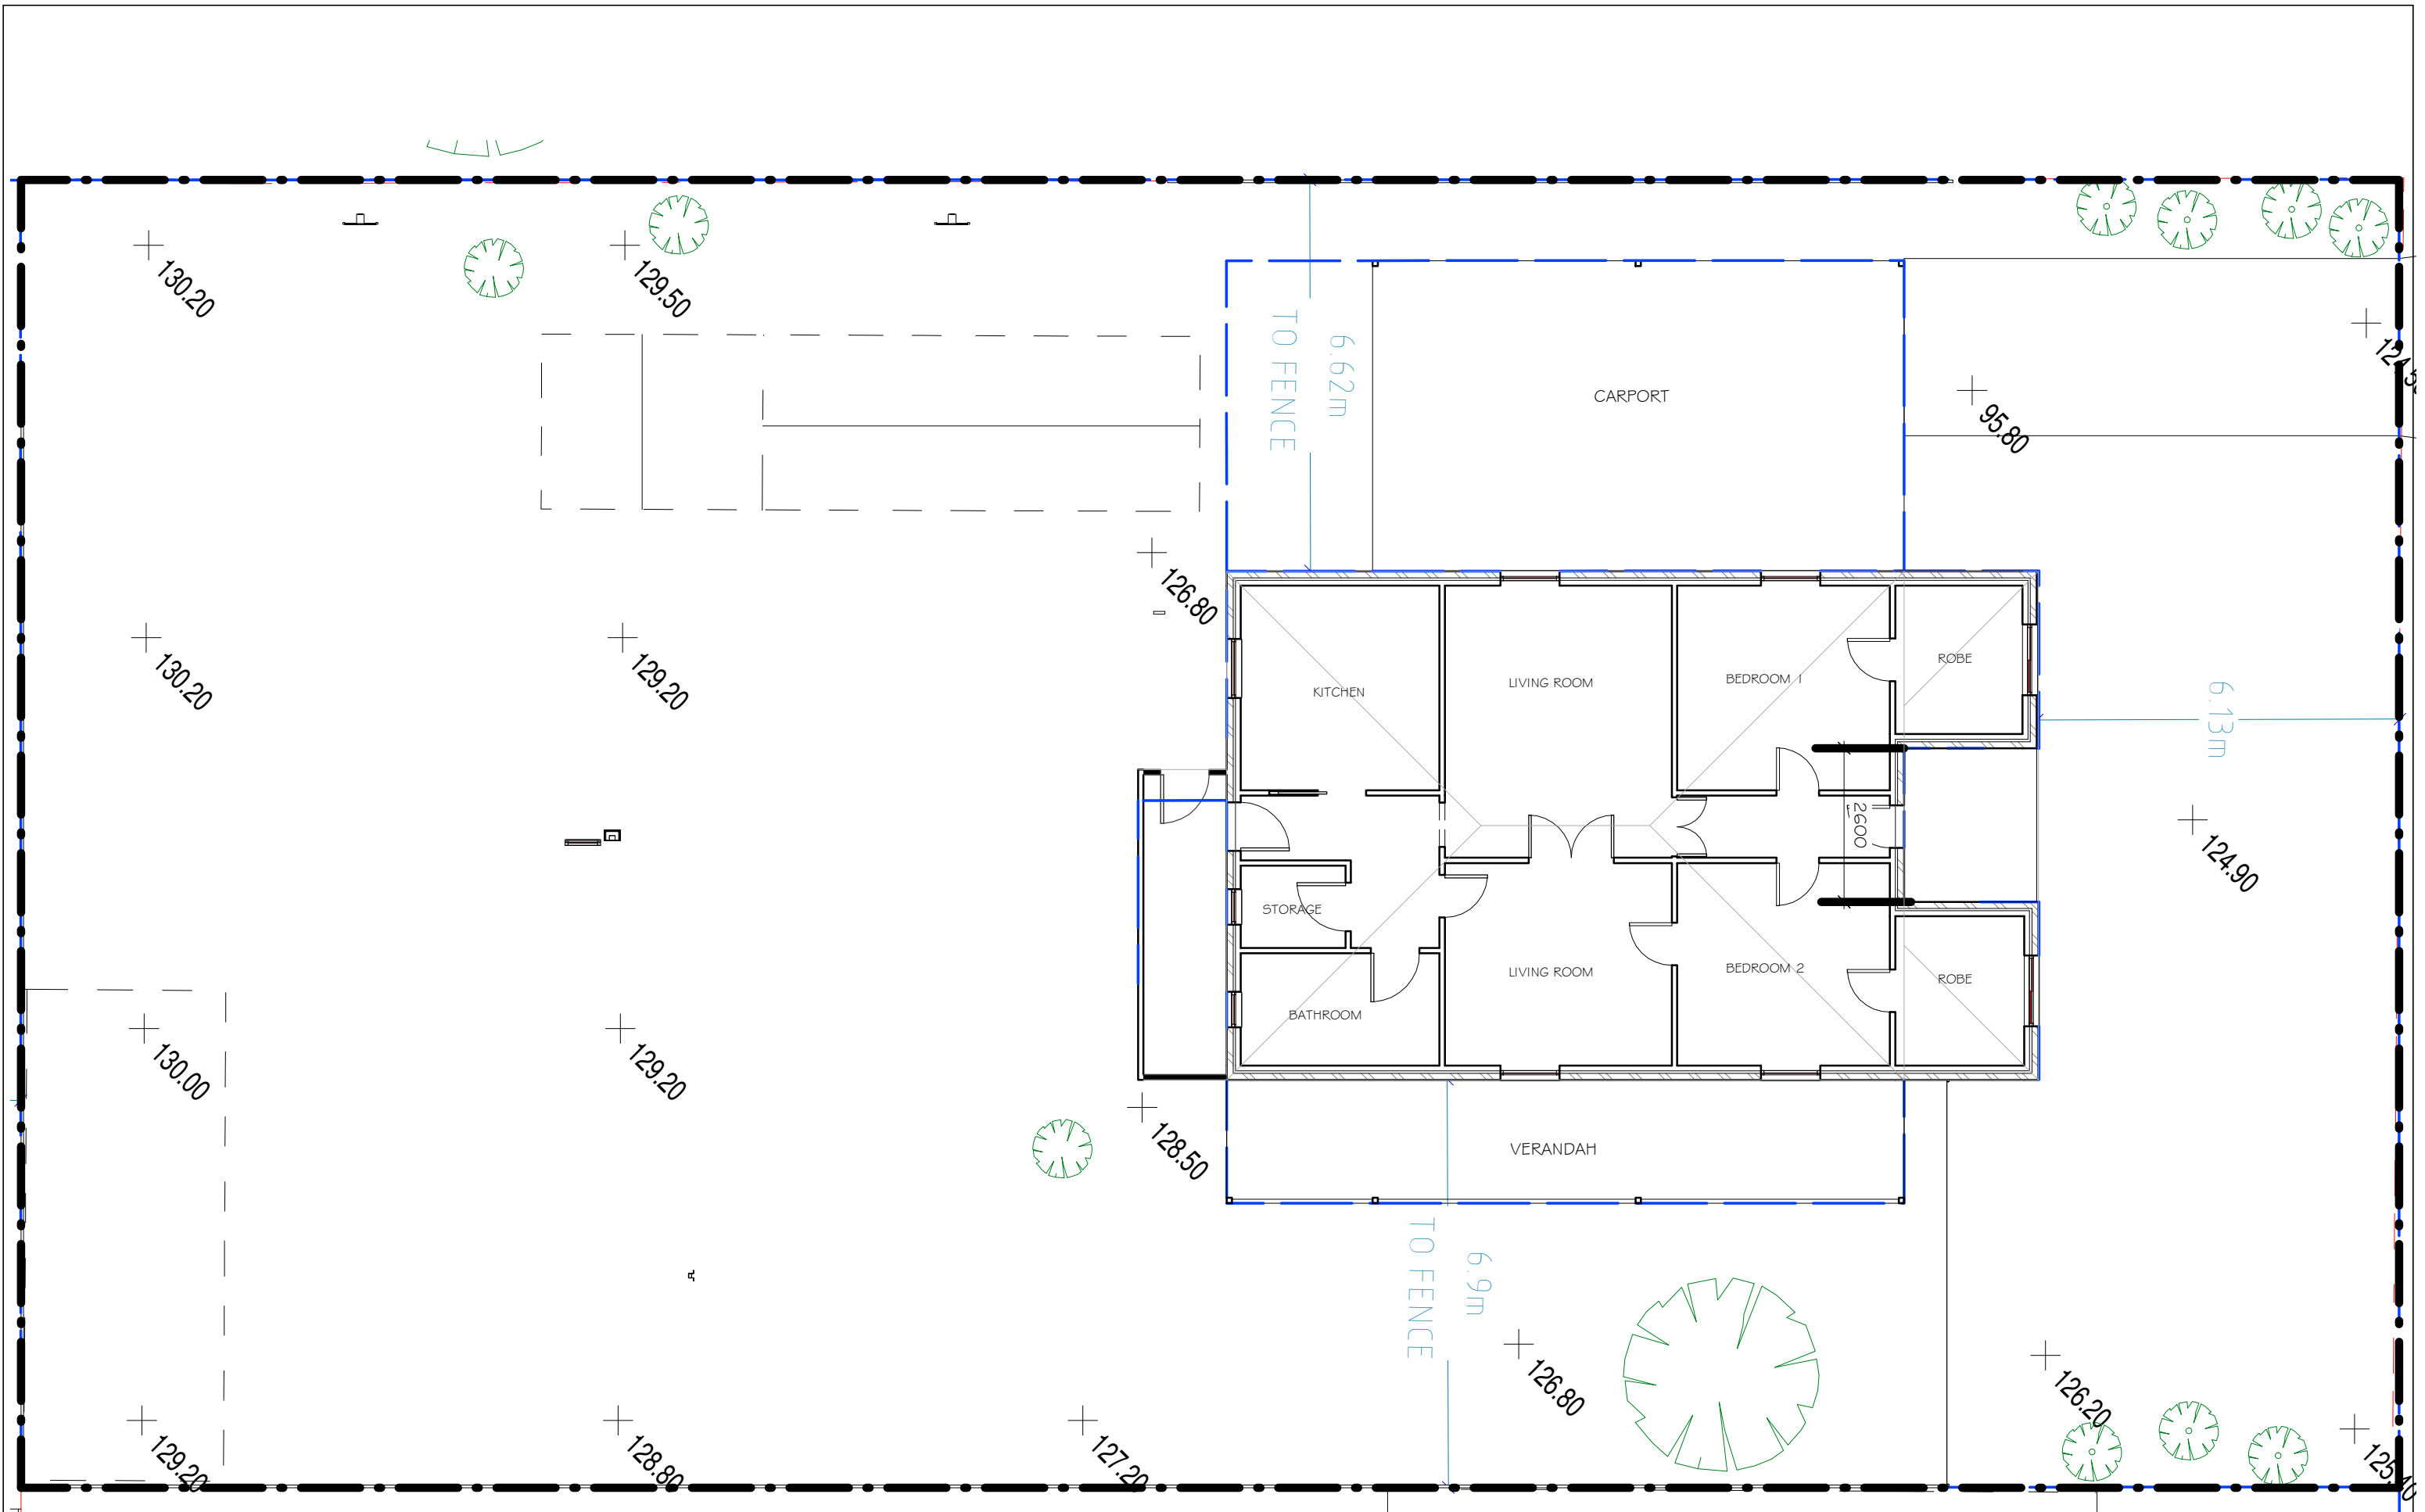 130.20
129.50
6.62m
TO FENCE
CARPORT
95.80
126.80
130.20
129.20
KITCHEN
LIVING ROOM
BEDROOM 1
ROBE
6.13m
2600
124.90
STORAGE
BATHROOM
LIVING ROOM
BEDROOM 2
ROBE
130.00
129.20
128.50
VERANDAH
6.9m
TO FENCE
126.80
126.20
129.20
128.80
127.20
125.40